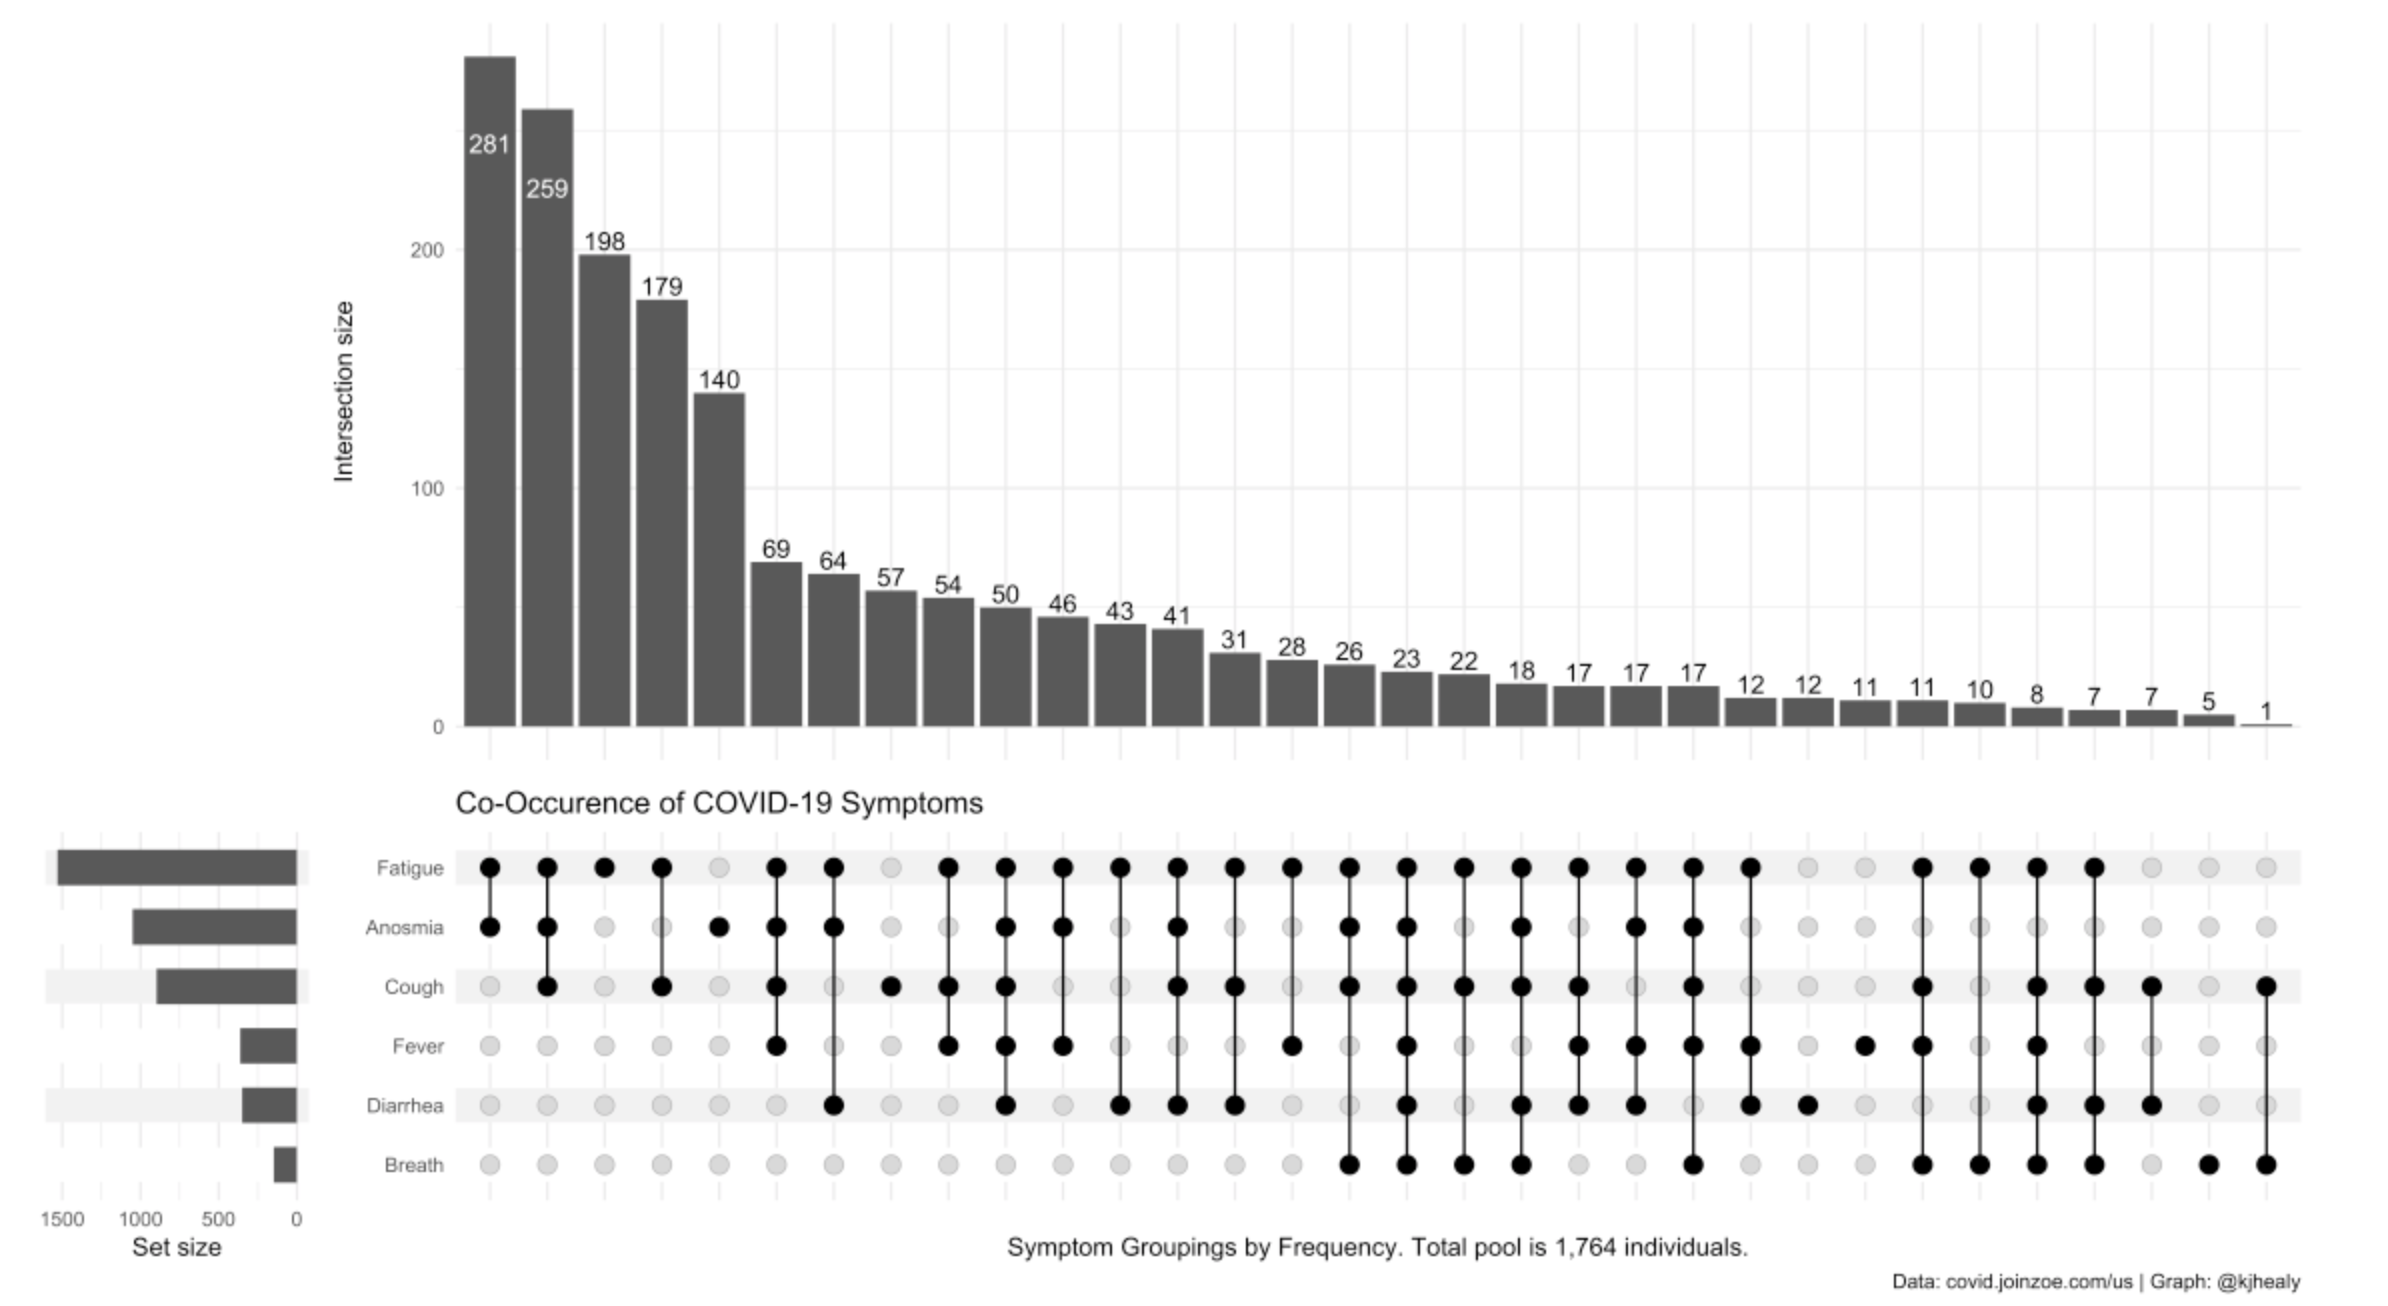 281
259
198
179
140
69
64
57
54
50
46
43
41
31
28
26
23
22
18
17
17
17
12
12
11
11
10
8
7
7
5
1
200
100
0
Intersection size
Co-Occurence of COVID-19 Symptoms
Fatigue
Anosmia
Cough
Fever
Diarrhea
Breath
1500 1000 500 0
Set size
Symptom Groupings by Frequency. Total pool is 1,764 individuals.
Data: covid.joinzoe.com/us | Graph: @kjhealy